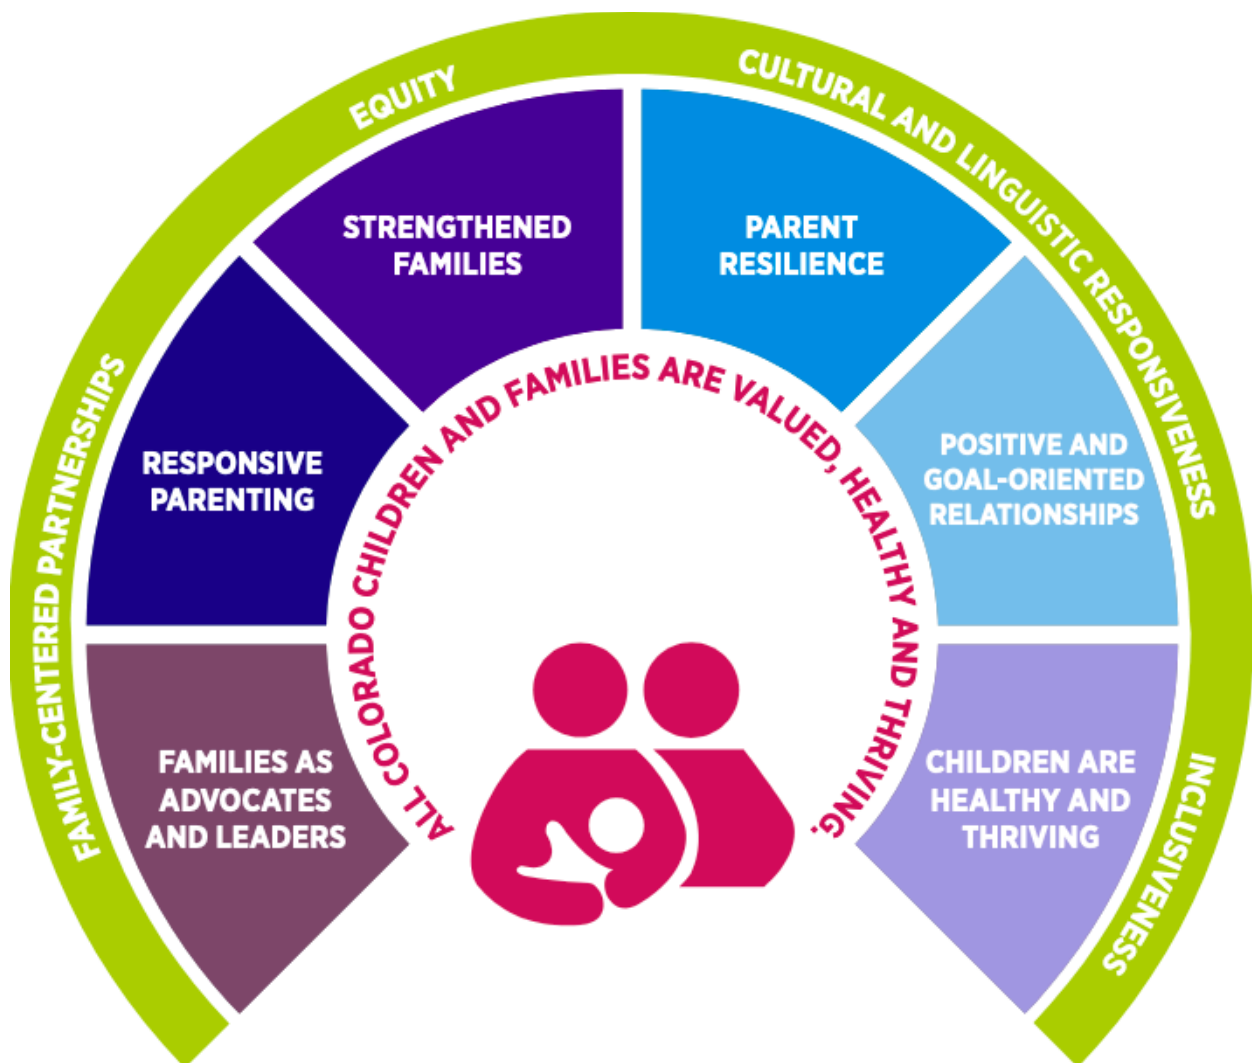 FAMILY-CENTERED PARTNERSHIPS
EQUITY
CULTURAL AND LINGUISTIC RESPONSIVENESS
INCLUSIVENESS
FAMILIES AS
ADVOCATES
AND LEADERS
RESPONSIVE
PARENTING
STRENGTHENED
FAMILIES
PARENT
RESILIENCE
POSITIVE AND
GOAL-ORIENTED
RELATIONSHIPS
CHILDREN ARE
HEALTHY AND
THRIVING
ALL COLORADO CHILDREN AND FAMILIES ARE VALUED, HEALTHY AND THRIVING.